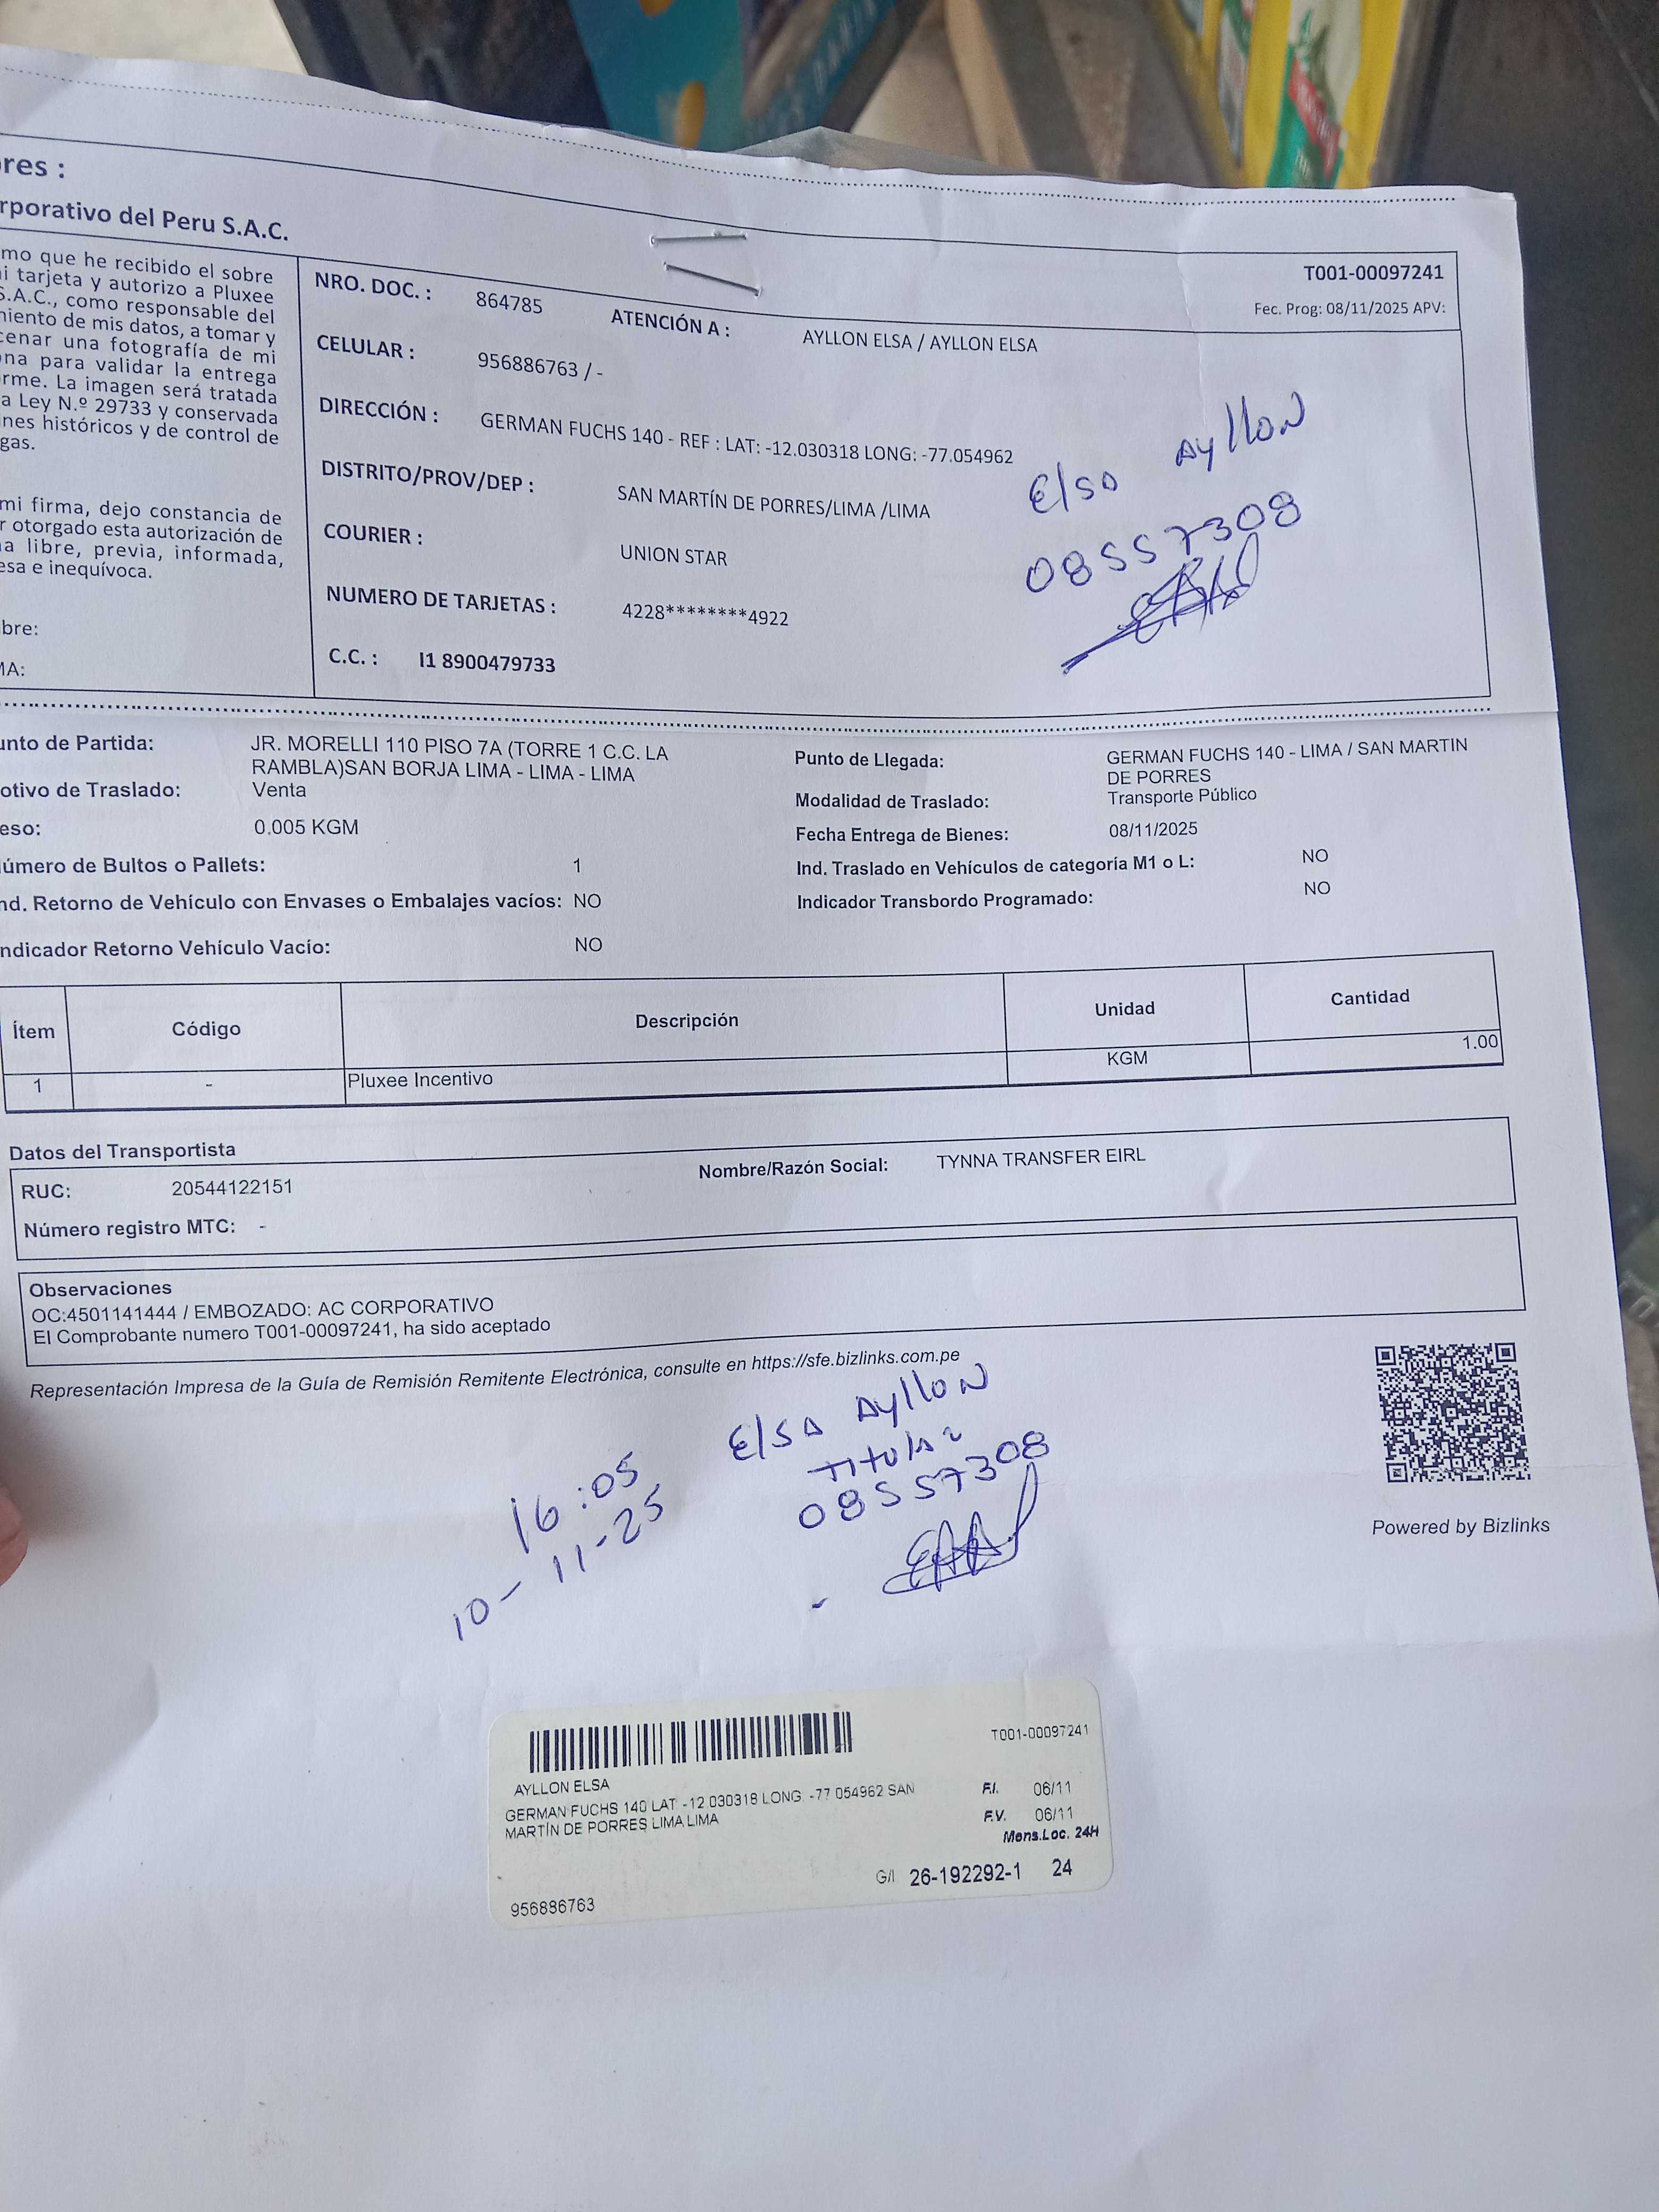 res :
rporativo del Peru S.A.C.
mo que he recibido el sobre
i tarjeta y autorizo a Pluxee
S.A.C., como responsable del
miento de mis datos, a tomar y
cenar una fotografía de mi
na para validar la entrega
rme. La imagen será tratada
a Ley N.º 29733 y conservada
nes históricos y de control de
gas.
mi firma, dejo constancia de
r otorgado esta autorización de
a libre, previa, informada,
esa e inequívoca.
bre:
MA:
T001-00097241
Fec. Prog: 08/11/2025 APV:
NRO. DOC. : 864785 ATENCIÓN A : AYLLON ELSA / AYLLON ELSA
CELULAR : 956886763 / -
DIRECCIÓN : GERMAN FUCHS 140 - REF : LAT: -12.030318 LONG: -77.054962
DISTRITO/PROV/DEP : SAN MARTÍN DE PORRES/LIMA /LIMA
COURIER : UNION STAR
NUMERO DE TARJETAS : 4228********4922
C.C. : I1 8900479733
Elsa Ayllon
08557308
unto de Partida: JR. MORELLI 110 PISO 7A (TORRE 1 C.C. LA
RAMBLA)SAN BORJA LIMA - LIMA - LIMA
otivo de Traslado: Venta
eso: 0.005 KGM
úmero de Bultos o Pallets: 1
nd. Retorno de Vehículo con Envases o Embalajes vacíos: NO
ndicador Retorno Vehículo Vacío: NO
Punto de Llegada: GERMAN FUCHS 140 - LIMA / SAN MARTIN
DE PORRES
Modalidad de Traslado: Transporte Público
Fecha Entrega de Bienes: 08/11/2025
Ind. Traslado en Vehículos de categoría M1 o L: NO
Indicador Transbordo Programado: NO
Ítem Código Descripción Unidad Cantidad
1 - Pluxee Incentivo KGM 1.00
Datos del Transportista
RUC: 20544122151 Nombre/Razón Social: TYNNA TRANSFER EIRL
Número registro MTC: -
Observaciones
OC:4501141444 / EMBOZADO: AC CORPORATIVO
El Comprobante numero T001-00097241, ha sido aceptado
Representación Impresa de la Guía de Remisión Remitente Electrónica, consulte en https://sfe.bizlinks.com.pe
Elsa Ayllon
Titular
08557308
16:05
10-11-25
Powered by Bizlinks
T001-00097241
AYLLON ELSA
GERMAN FUCHS 140 LAT -12.030318 LONG -77 054962 SAN
MARTÍN DE PORRES LIMA LIMA
F.I. 06/11
F.V. 06/11
Mens.Loc. 24H
G/I 26-192292-1 24
956886763